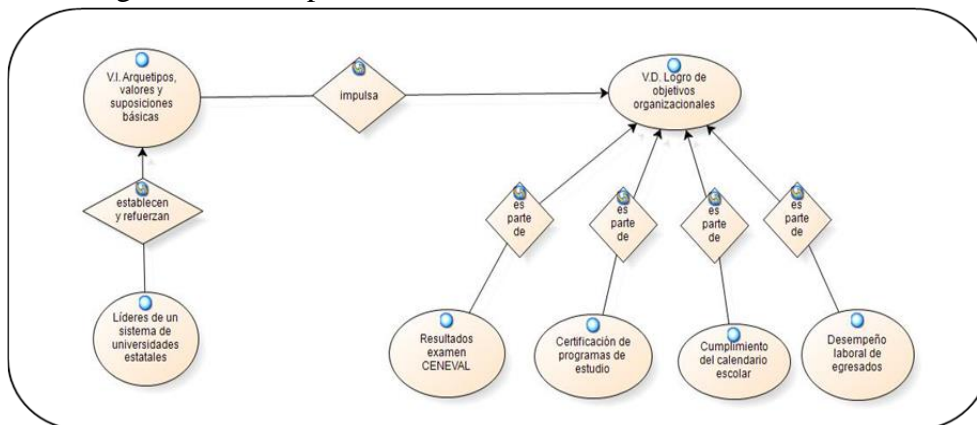 V.I. Arquetipos,
valores y
suposiciones
básicas
impulsa
V.D. Logro de
objetivos
organizacionales
establecen
y refuerzan
es
parte
de
es
parte
de
es
parte
de
es
parte
de
Líderes de un
sistema de
universidades
estatales
Resultados
examen
CENEVAL
Certificación de
programas de
estudio
Cumplimiento
del calendario
escolar
Desempeño
laboral de
egresados